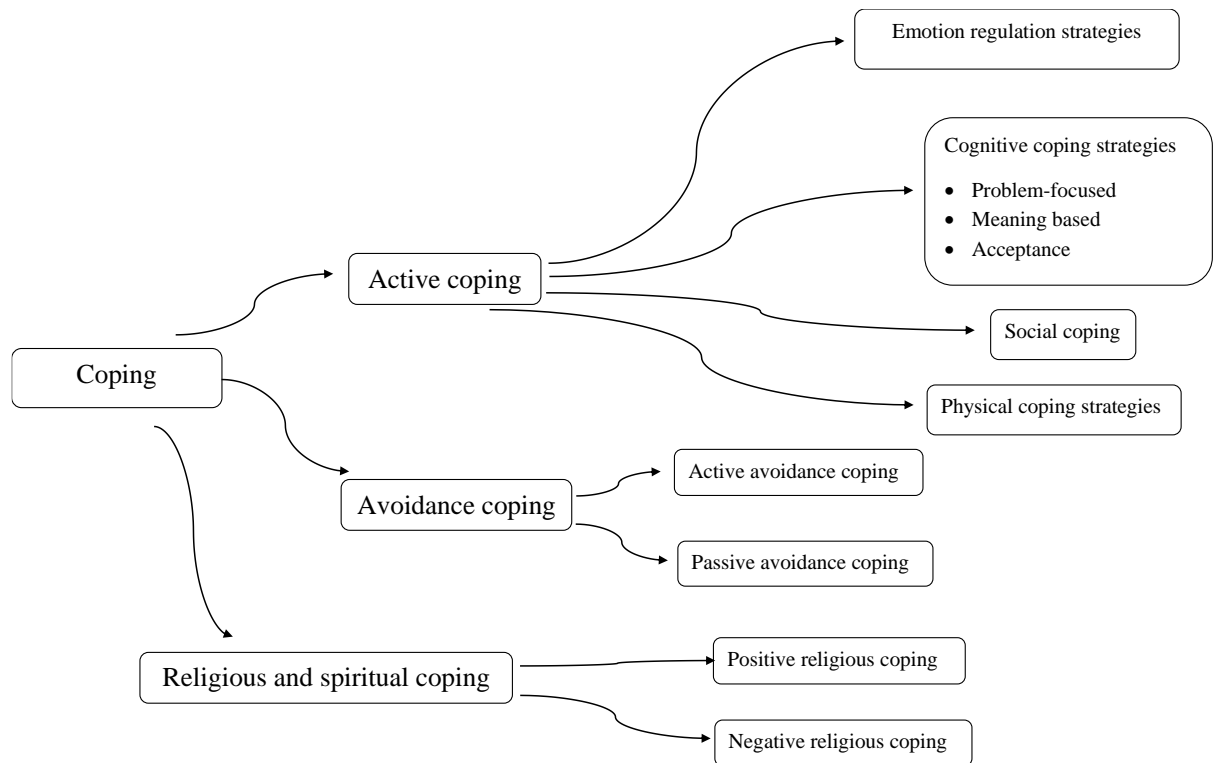 Emotion regulation strategies
Cognitive coping strategies
• Problem-focused
• Meaning based
• Acceptance
Active coping
Social coping
Coping
Physical coping strategies
Active avoidance coping
Avoidance coping
Passive avoidance coping
Positive religious coping
Religious and spiritual coping
Negative religious coping